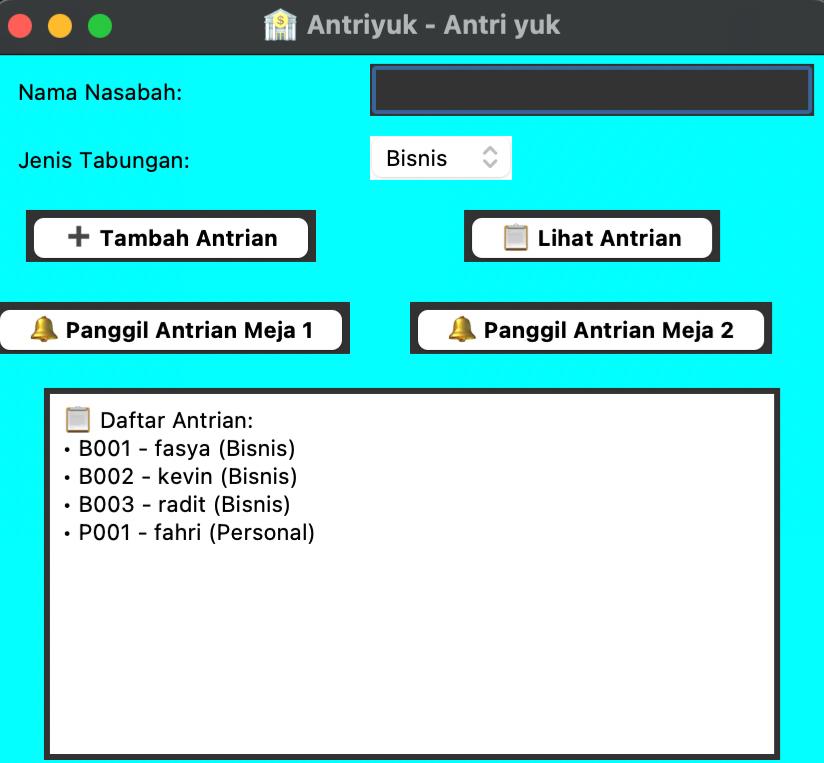 Antriyuk - Antri yuk
Nama Nasabah:
Jenis Tabungan:
Bisnis
Tambah Antrian
Lihat Antrian
Panggil Antrian Meja 1
Panggil Antrian Meja 2
Daftar Antrian:
• B001 - fasya (Bisnis)
• B002 - kevin (Bisnis)
• B003 - radit (Bisnis)
• P001 - fahri (Personal)